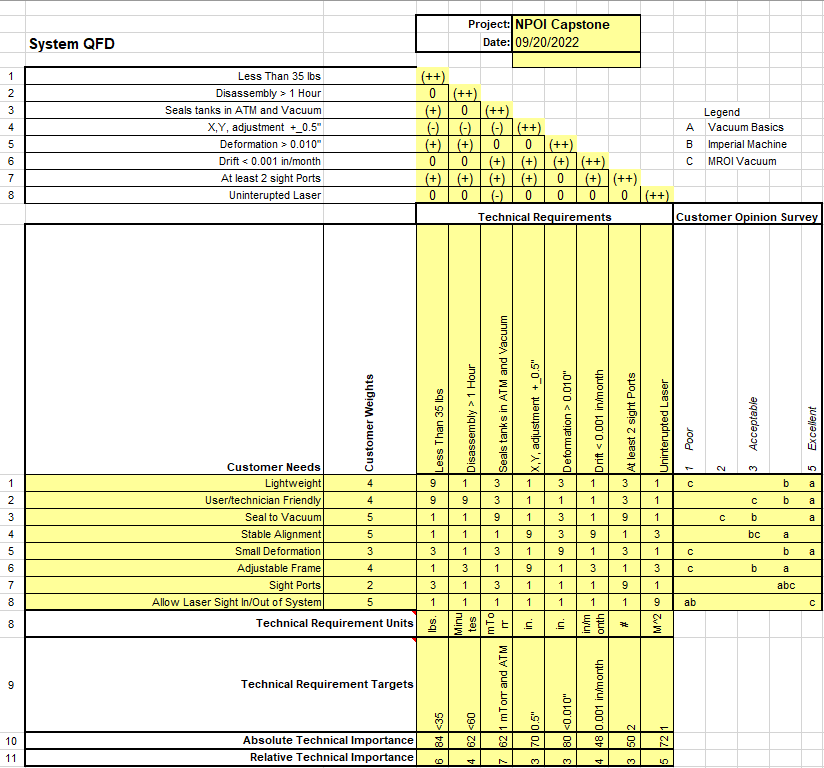 Project: NPOI Capstone
System QFD Date: 09/20/2022
1 Less Than 35 lbs (++)
2 Disassembly > 1 Hour 0 (++)
3 Seals tanks in ATM and Vacuum (+) 0 (++)
Legend
4 X,Y, adjustment +_0.5" (-) (-) (-) (++) A Vacuum Basics
5 Deformation > 0.010" (+) (+) 0 0 (++) B Imperial Machine
6 Drift < 0.001 in/month 0 0 (+) (+) (+) (++) C MROI Vacuum
7 At least 2 sight Ports (+) (+) (+) (+) 0 (+) (++)
8 Uninterupted Laser 0 0 (-) 0 0 0 0 (++)
Technical Requirements Customer Opinion Survey
Customer Needs
Customer Weights
Less Than 35 lbs
Disassembly < 1 Hour
Seals tanks in ATM and Vacuum
X,Y, adjustment +_0.5"
Deformation > 0.010"
Drift < 0.001 in/month
At least 2 sight Ports
Uninterupted Laser
1 Poor
2
3 Acceptable
5 Excellent
1 Lightweight 4 9 1 3 1 3 1 3 1 c b a
2 User/technician Friendly 4 9 9 3 1 1 1 3 1 c b a
3 Seal to Vacuum 5 1 1 9 1 3 1 9 1 c b a
4 Stable Alignment 5 1 1 1 9 3 9 1 3 bc a
5 Small Deformation 3 3 1 3 1 9 1 3 1 c b a
6 Adjustable Frame 4 1 3 1 9 1 3 1 3 c b a
7 Sight Ports 2 3 1 3 1 1 1 9 1 abc
8 Allow Laser Sight In/Out of System 5 1 1 1 1 1 1 1 9 ab c
8 Technical Requirement Units lbs. Minutes mTorr in. in. in/month # M^2
9 Technical Requirement Targets <35 <60 1 mTorr and ATM 0.5" <0.010" 0.001 in/month 2 1
10 Absolute Technical Importance 84 62 62 70 80 48 50 72
11 Relative Technical Importance 6 4 7 3 3 4 3 5